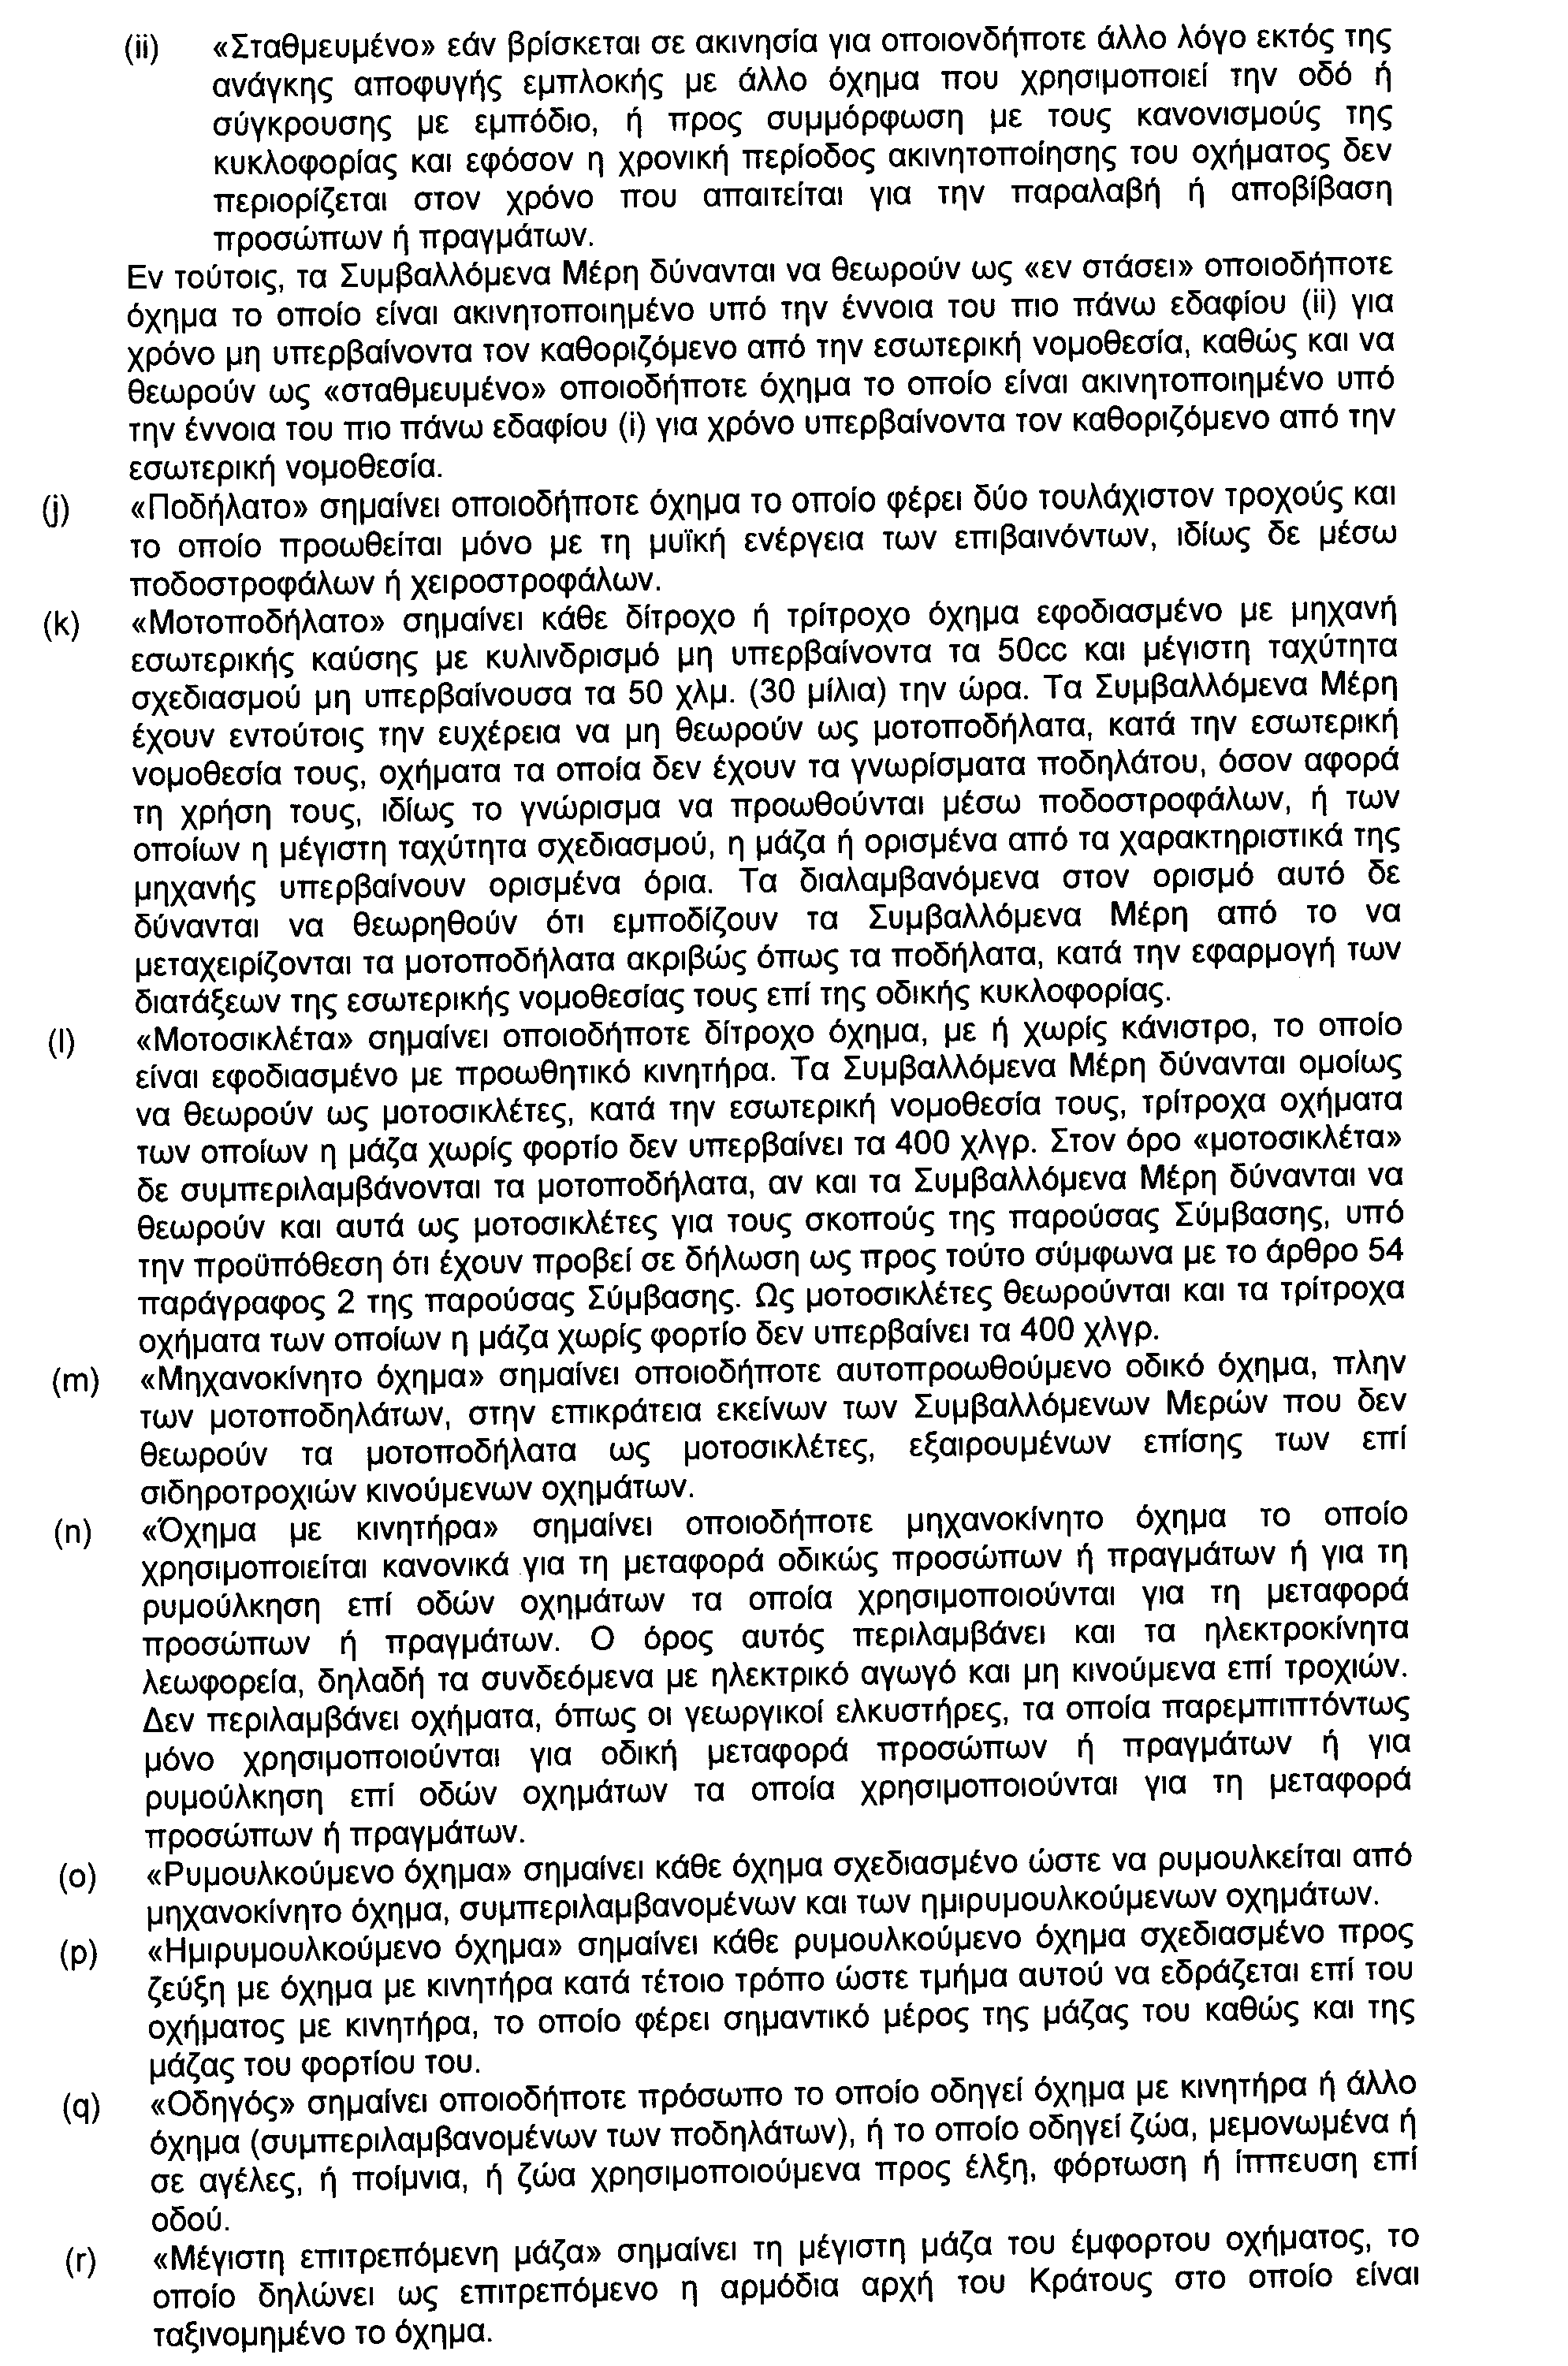 (ii) «Σταθμευμένο» εάν βρίσκεται σε ακινησία για οποιονδήποτε άλλο λόγο εκτός της
ανάγκης αποφυγής εμπλοκής με άλλο όχημα που χρησιμοποιεί την οδό ή
σύγκρουσης με εμπόδιο, ή προς συμμόρφωση με τους κανονισμούς της
κυκλοφορίας και εφόσον η χρονική περίοδος ακινητοποίησης του οχήματος δεν
περιορίζεται στον χρόνο που απαιτείται για την παραλαβή ή αποβίβαση
προσώπων ή πραγμάτων.
Εν τούτοις, τα Συμβαλλόμενα Μέρη δύνανται να θεωρούν ως «εν στάσει» οποιοδήποτε
όχημα το οποίο είναι ακινητοποιημένο υπό την έννοια του πιο πάνω εδαφίου (ii) για
χρόνο μη υπερβαίνοντα τον καθοριζόμενο από την εσωτερική νομοθεσία, καθώς και να
θεωρούν ως «σταθμευμένο» οποιοδήποτε όχημα το οποίο είναι ακινητοποιημένο υπό
την έννοια του πιο πάνω εδαφίου (i) για χρόνο υπερβαίνοντα τον καθοριζόμενο από την
εσωτερική νομοθεσία.
(j) «Ποδήλατο» σημαίνει οποιοδήποτε όχημα το οποίο φέρει δύο τουλάχιστον τροχούς και
το οποίο προωθείται μόνο με τη μυϊκή ενέργεια των επιβαινόντων, ιδίως δε μέσω
ποδοστροφάλων ή χειροστροφάλων.
(k) «Μοτοποδήλατο» σημαίνει κάθε δίτροχο ή τρίτροχο όχημα εφοδιασμένο με μηχανή
εσωτερικής καύσης με κυλινδρισμό μη υπερβαίνοντα τα 50cc και μέγιστη ταχύτητα
σχεδιασμού μη υπερβαίνουσα τα 50 χλμ. (30 μίλια) την ώρα. Τα Συμβαλλόμενα Μέρη
έχουν εντούτοις την ευχέρεια να μη θεωρούν ως μοτοποδήλατα, κατά την εσωτερική
νομοθεσία τους, οχήματα τα οποία δεν έχουν τα γνωρίσματα ποδηλάτου, όσον αφορά
τη χρήση τους, ιδίως το γνώρισμα να προωθούνται μέσω ποδοστροφάλων, ή των
οποίων η μέγιστη ταχύτητα σχεδιασμού, η μάζα ή ορισμένα από τα χαρακτηριστικά της
μηχανής υπερβαίνουν ορισμένα όρια. Τα διαλαμβανόμενα στον ορισμό αυτό δε
δύνανται να θεωρηθούν ότι εμποδίζουν τα Συμβαλλόμενα Μέρη από το να
μεταχειρίζονται τα μοτοποδήλατα ακριβώς όπως τα ποδήλατα, κατά την εφαρμογή των
διατάξεων της εσωτερικής νομοθεσίας τους επί της οδικής κυκλοφορίας.
(l) «Μοτοσικλέτα» σημαίνει οποιοδήποτε δίτροχο όχημα, με ή χωρίς κάνιστρο, το οποίο
είναι εφοδιασμένο με προωθητικό κινητήρα. Τα Συμβαλλόμενα Μέρη δύνανται ομοίως
να θεωρούν ως μοτοσικλέτες, κατά την εσωτερική νομοθεσία τους, τρίτροχα οχήματα
των οποίων η μάζα χωρίς φορτίο δεν υπερβαίνει τα 400 χλγρ. Στον όρο «μοτοσικλέτα»
δε συμπεριλαμβάνονται τα μοτοποδήλατα, αν και τα Συμβαλλόμενα Μέρη δύνανται να
θεωρούν και αυτά ως μοτοσικλέτες για τους σκοπούς της παρούσας Σύμβασης, υπό
την προϋπόθεση ότι έχουν προβεί σε δήλωση ως προς τούτο σύμφωνα με το άρθρο 54
παράγραφος 2 της παρούσας Σύμβασης. Ως μοτοσικλέτες θεωρούνται και τα τρίτροχα
οχήματα των οποίων η μάζα χωρίς φορτίο δεν υπερβαίνει τα 400 χλγρ.
(m) «Μηχανοκίνητο όχημα» σημαίνει οποιοδήποτε αυτοπροωθούμενο οδικό όχημα, πλην
των μοτοποδηλάτων, στην επικράτεια εκείνων των Συμβαλλόμενων Μερών που δεν
θεωρούν τα μοτοποδήλατα ως μοτοσικλέτες, εξαιρουμένων επίσης των επί
σιδηροτροχιών κινούμενων οχημάτων.
(n) «Όχημα με κινητήρα» σημαίνει οποιοδήποτε μηχανοκίνητο όχημα το οποίο
χρησιμοποιείται κανονικά για τη μεταφορά οδικώς προσώπων ή πραγμάτων ή για τη
ρυμούλκηση επί οδών οχημάτων τα οποία χρησιμοποιούνται για τη μεταφορά
προσώπων ή πραγμάτων. Ο όρος αυτός περιλαμβάνει και τα ηλεκτροκίνητα
λεωφορεία, δηλαδή τα συνδεόμενα με ηλεκτρικό αγωγό και μη κινούμενα επί τροχιών.
Δεν περιλαμβάνει οχήματα, όπως οι γεωργικοί ελκυστήρες, τα οποία παρεμπιπτόντως
μόνο χρησιμοποιούνται για οδική μεταφορά προσώπων ή πραγμάτων ή για
ρυμούλκηση επί οδών οχημάτων τα οποία χρησιμοποιούνται για τη μεταφορά
προσώπων ή πραγμάτων.
(o) «Ρυμουλκούμενο όχημα» σημαίνει κάθε όχημα σχεδιασμένο ώστε να ρυμουλκείται από
μηχανοκίνητο όχημα, συμπεριλαμβανομένων και των ημιρυμουλκούμενων οχημάτων.
(p) «Ημιρυμουλκούμενο όχημα» σημαίνει κάθε ρυμουλκούμενο όχημα σχεδιασμένο προς
ζεύξη με όχημα με κινητήρα κατά τέτοιο τρόπο ώστε τμήμα αυτού να εδράζεται επί του
οχήματος με κινητήρα, το οποίο φέρει σημαντικό μέρος της μάζας του καθώς και της
μάζας του φορτίου του.
(q) «Οδηγός» σημαίνει οποιοδήποτε πρόσωπο το οποίο οδηγεί όχημα με κινητήρα ή άλλο
όχημα (συμπεριλαμβανομένων των ποδηλάτων), ή το οποίο οδηγεί ζώα, μεμονωμένα ή
σε αγέλες, ή ποίμνια, ή ζώα χρησιμοποιούμενα προς έλξη, φόρτωση ή ίππευση επί
οδού.
(r) «Μέγιστη επιτρεπόμενη μάζα» σημαίνει τη μέγιστη μάζα του έμφορτου οχήματος, το
οποίο δηλώνει ως επιτρεπόμενο η αρμόδια αρχή του Κράτους στο οποίο είναι
ταξινομημένο το όχημα.